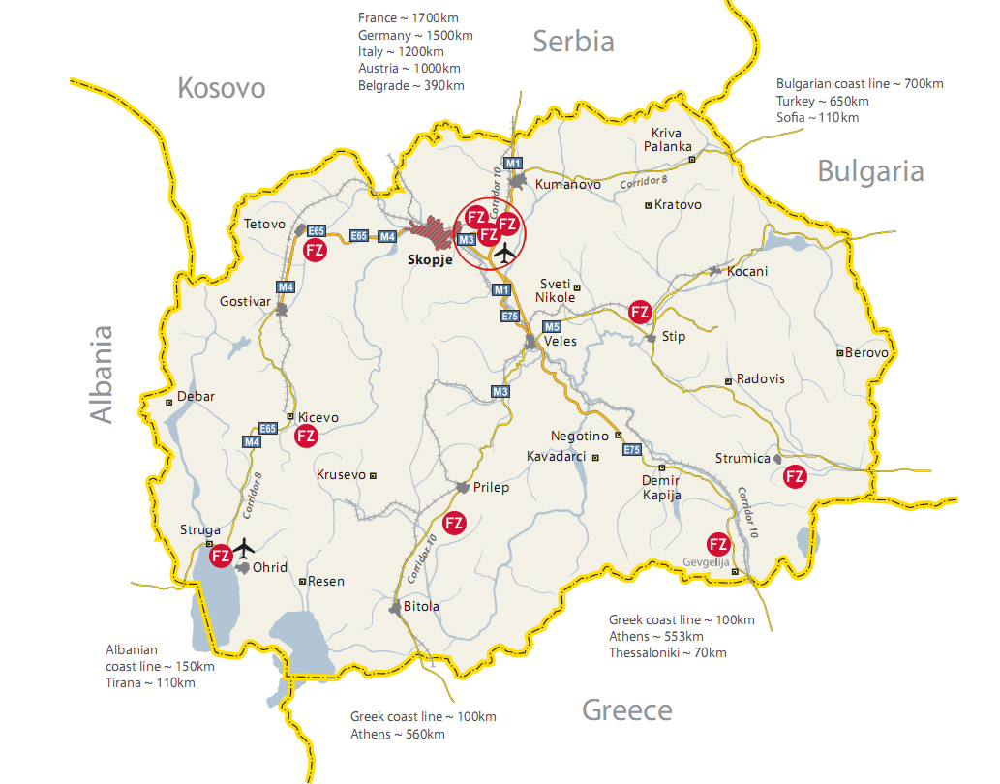 France ~ 1700km
Germany ~ 1500km
Italy ~ 1200km
Austria ~ 1000km
Belgrade ~ 390km
Serbia
Kosovo
Bulgarian coast line ~ 700km
Turkey ~ 650km
Sofia ~ 110km
Bulgaria
Kriva
Palanka
M1
Corridor 10
Kumanovo
Corridor 8
Kratovo
Tetovo
E65
E65
M4
FZ
Skopje
M3
FZ
FZ
FZ
Kocani
M4
Gostivar
M1
E75
Sveti
Nikole
FZ
M5
Veles
Stip
Berovo
Albania
Debar
Radovis
M3
Kicevo
E65
M4
FZ
Negotino
E75
Kavadarci
Strumica
FZ
Krusevo
Prilep
Demir
Kapija
Corridor 8
Corridor 10
FZ
Struga
FZ
Ohrid
Resen
Corridor 10
FZ
Gevgelija
Bitola
Greek coast line ~ 100km
Athens ~ 553km
Thessaloniki ~ 70km
Albanian
coast line ~ 150km
Tirana ~ 110km
Greek coast line ~ 100km
Athens ~ 560km
Greece